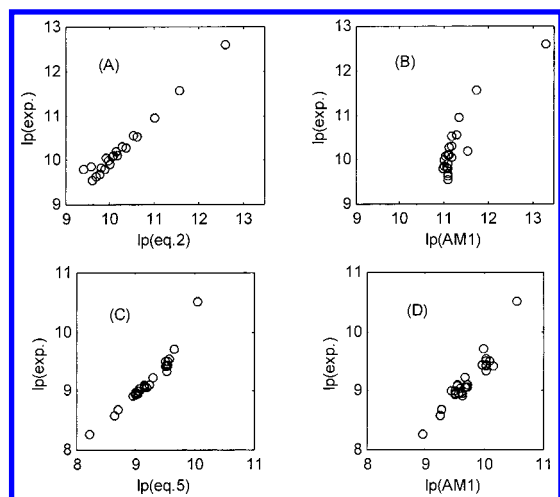 13
12
11
10
9
9 10 11 12 13
Ip(exp.)
Ip(eq.2)
(A)
13
12
11
10
9
9 10 11 12 13
Ip(exp.)
Ip(AM1)
(B)
11
10
9
8
8 9 10 11
Ip(exp.)
Ip(eq.5)
(C)
11
10
9
8
8 9 10 11
Ip(exp.)
Ip(AM1)
(D)